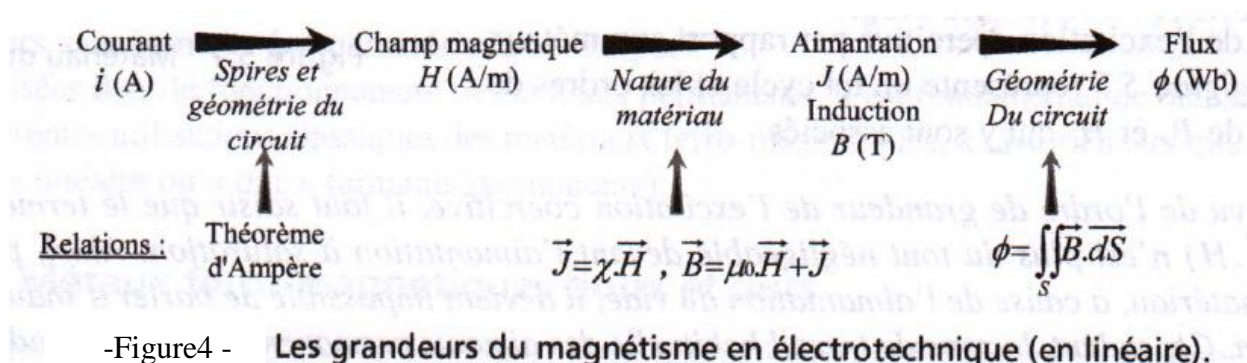 Courant Champ magnétique Aimantation Flux
i (A) Spires et H (A/m) Nature du J (A/m) Géométrie ϕ (Wb)
géométrie du matériau Induction Du circuit
circuit B (T)
Relations : Théorème d'Ampère
J⃗=χ.H⃗ , B⃗=μ₀.H⃗+J⃗
ϕ=∬B⃗.dS⃗
S
-Figure4 - Les grandeurs du magnétisme en électrotechnique (en linéaire).